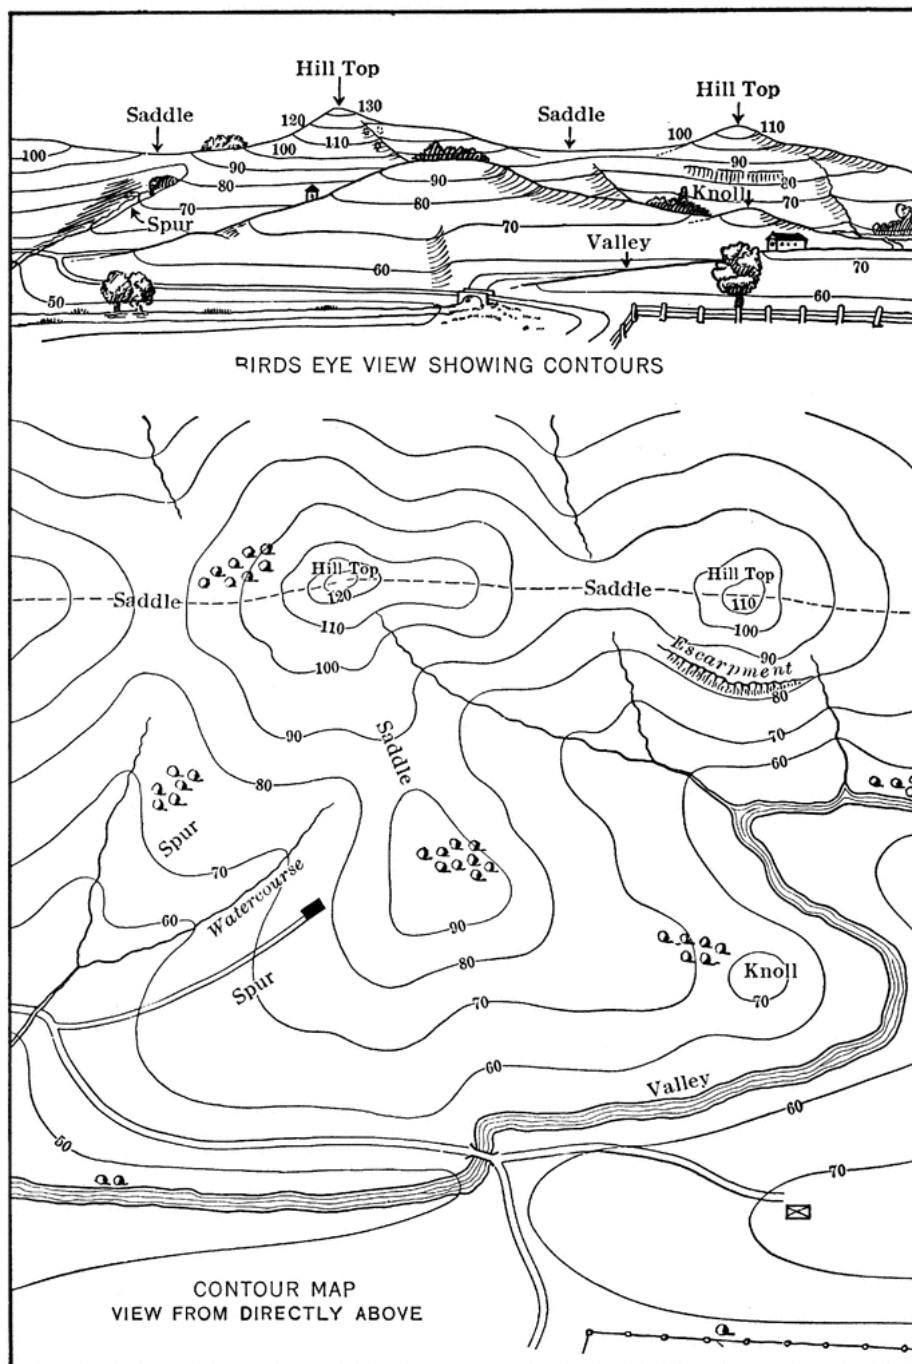 Hill Top
Saddle
120
130
110
100
100
90
80
70
Spur
Saddle
90
80
70
60
50
Hill Top
100
110
90
80
Knoll
70
Valley
70
60
BIRDS EYE VIEW SHOWING CONTOURS
Saddle
Hill Top
120
110
100
90
Saddle
Hill Top
110
100
90
Escarpment
80
70
60
Saddle
80
Spur
70
60
Watercourse
Spur
90
80
70
60
Knoll
70
Valley
60
50
70
CONTOUR MAP
VIEW FROM DIRECTLY ABOVE